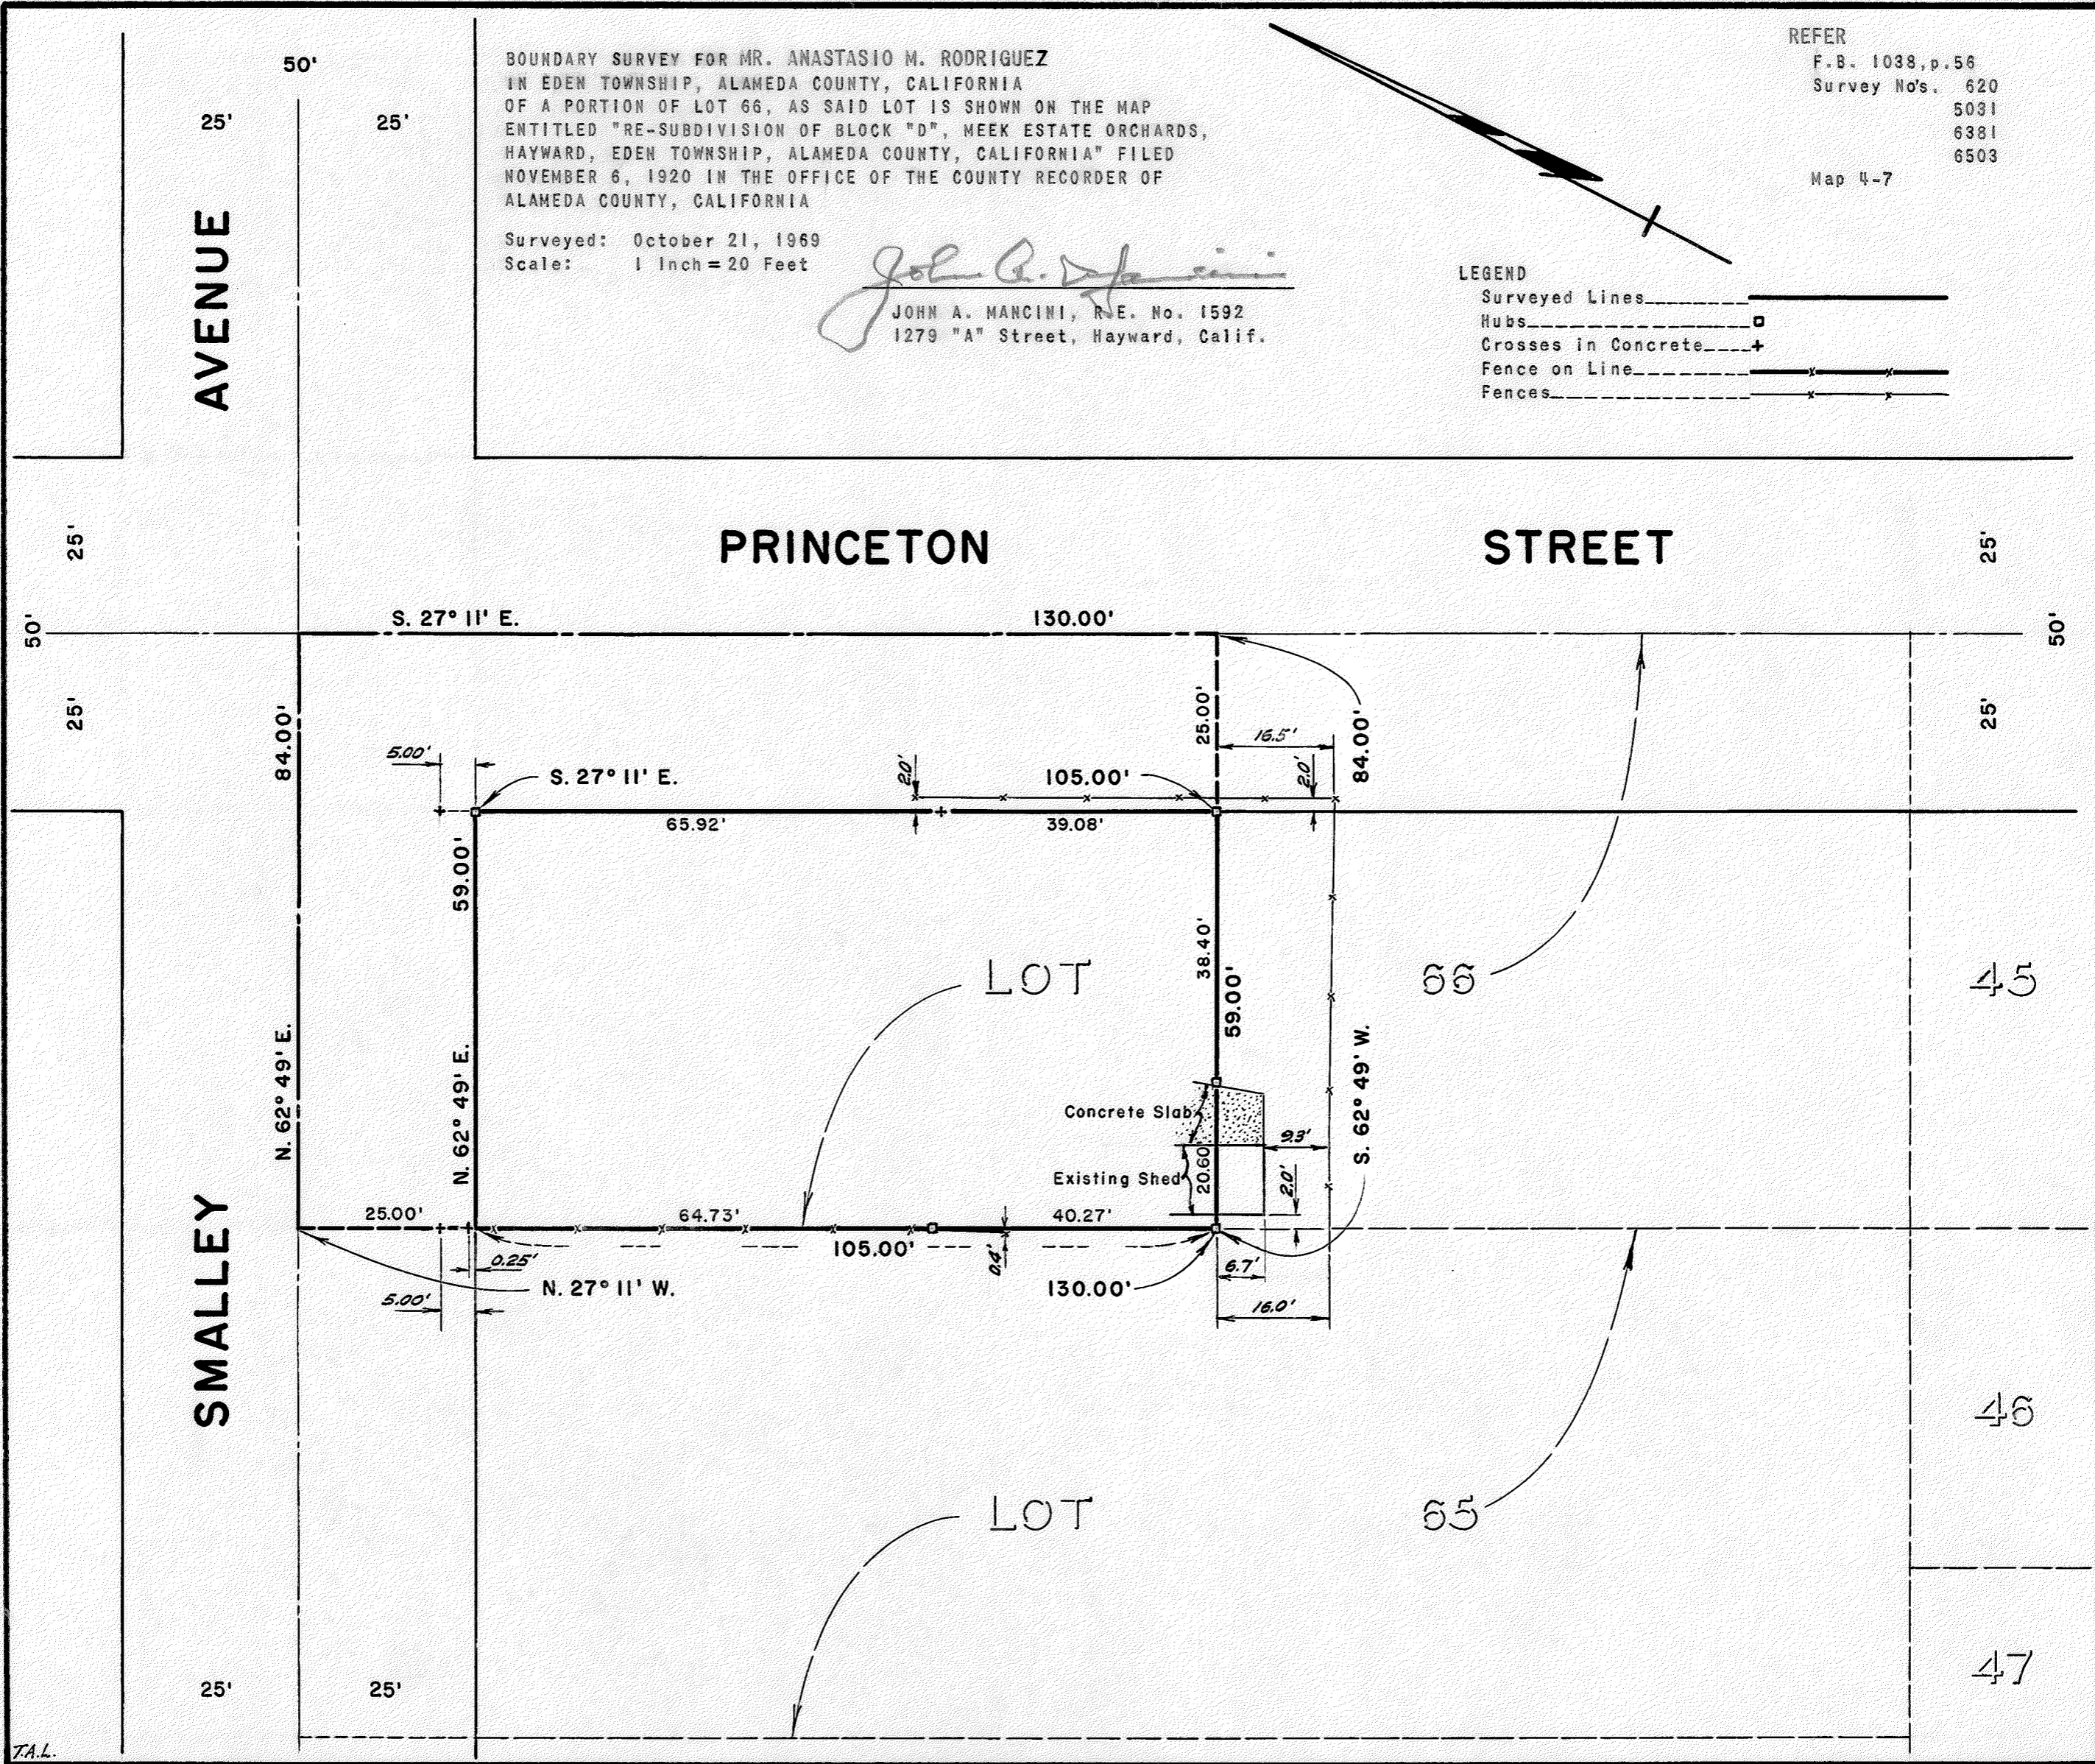 50'
25'
25'
AVENUE
BOUNDARY SURVEY FOR MR. ANASTASIO M. RODRIGUEZ
IN EDEN TOWNSHIP, ALAMEDA COUNTY, CALIFORNIA
OF A PORTION OF LOT 66, AS SAID LOT IS SHOWN ON THE MAP
ENTITLED "RE-SUBDIVISION OF BLOCK "D", MEEK ESTATE ORCHARDS,
HAYWARD, EDEN TOWNSHIP, ALAMEDA COUNTY, CALIFORNIA" FILED
NOVEMBER 6, 1920 IN THE OFFICE OF THE COUNTY RECORDER OF
ALAMEDA COUNTY, CALIFORNIA
Surveyed: October 21, 1969
Scale: 1 Inch = 20 Feet
John A. Mancini
JOHN A. MANCINI, R.E. No. 1592
1279 "A" Street, Hayward, Calif.
REFER
F.B. 1038, p.56
Survey No's. 620
5031
6381
6503
Map 4-7
LEGEND
Surveyed Lines
Hubs
Crosses in Concrete
Fence on Line
Fences
25'
50'
25'
PRINCETON STREET
25'
50'
25'
S. 27° 11' E. 130.00'
84.00'
N. 62° 49' E.
25.00'
16.5'
84.00'
S. 62° 49' W.
5.00'
S. 27° 11' E.
2.0'
105.00'
2.0'
65.92'
39.08'
59.00'
N. 62° 49' E.
38.40'
59.00'
LOT 66
45
Concrete Slab
9.3'
Existing Shed
20.60'
2.0'
25.00'
64.73'
40.27'
105.00'
0.25'
0.4'
6.7'
N. 27° 11' W.
130.00'
5.00'
16.0'
SMALLEY
46
LOT 65
47
25'
25'
T.A.L.